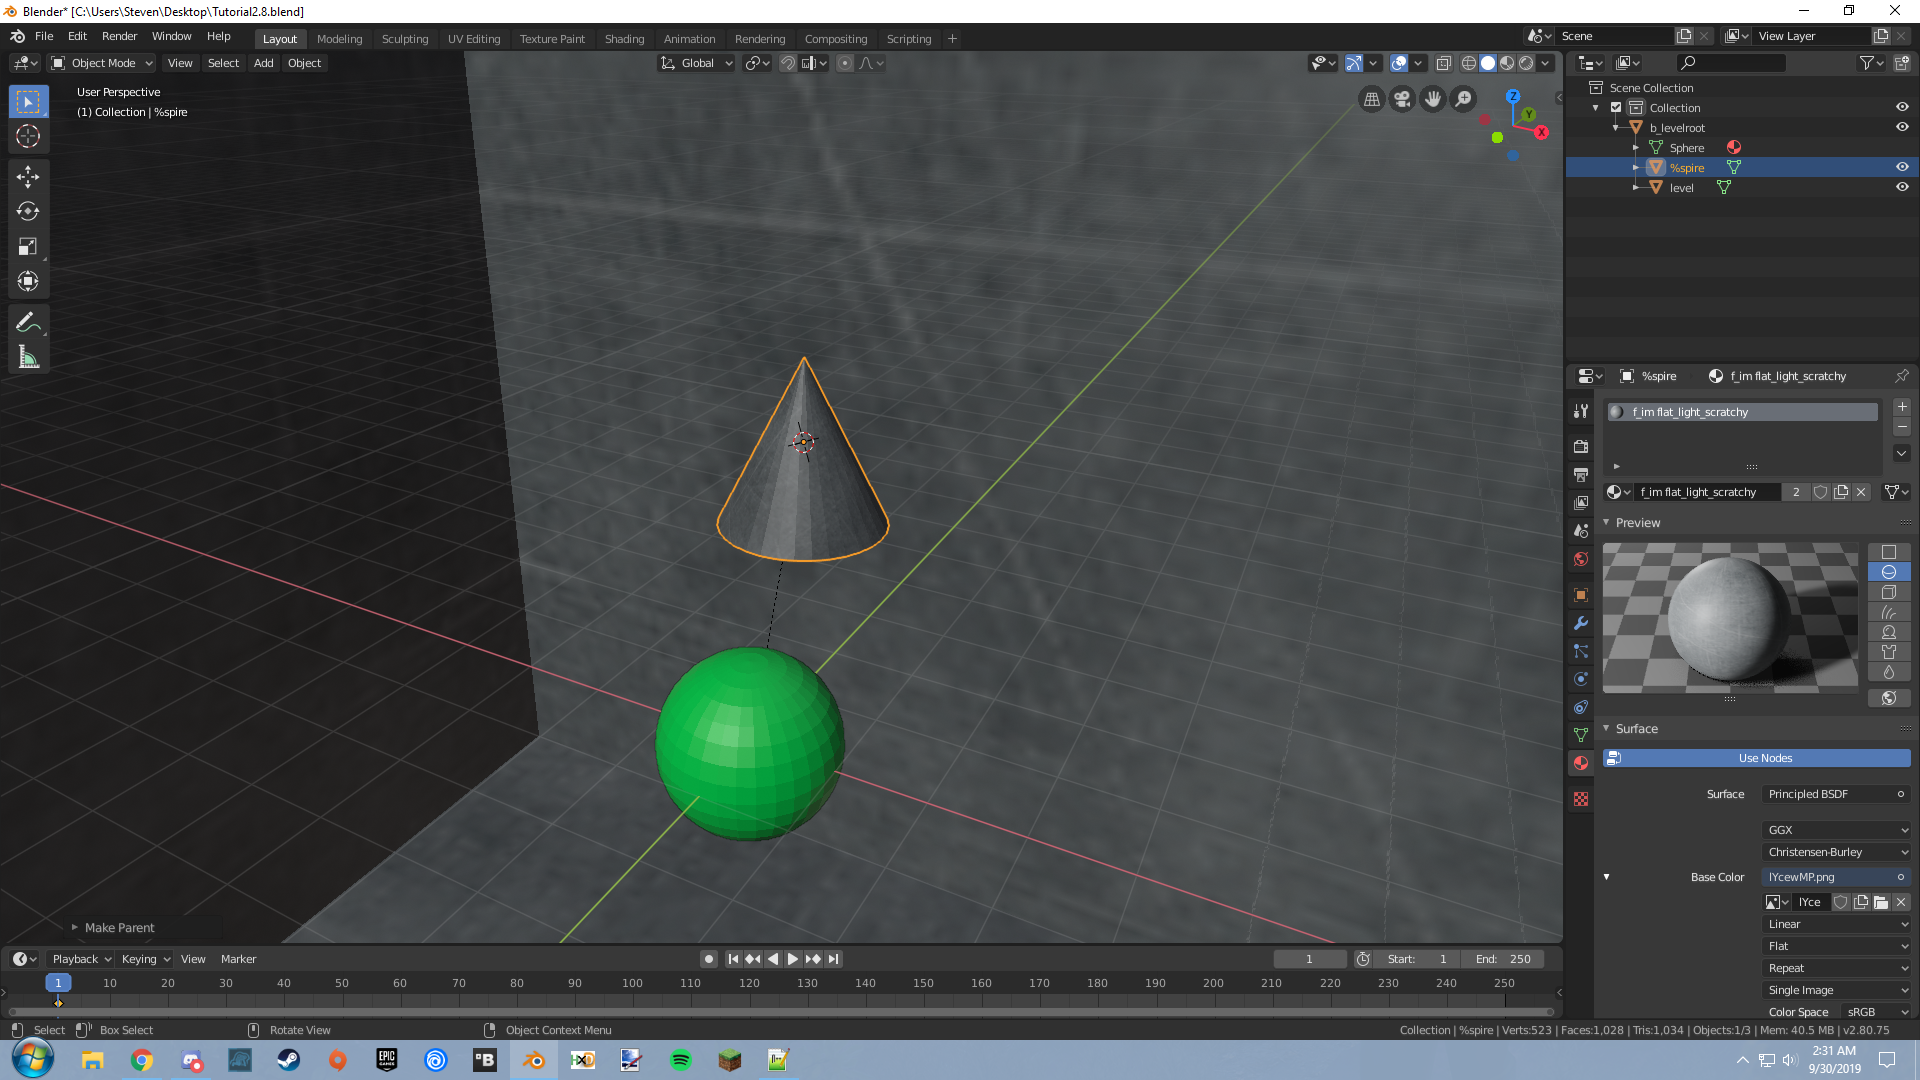 Blender* [C:\Users\Steven\Desktop\Tutorial2.8.blend]
File Edit Render Window Help Layout Modeling Sculpting UV Editing Texture Paint Shading Animation Rendering Compositing Scripting + Scene View Layer
Object Mode View Select Add Object Global
User Perspective
(1) Collection | %spire
Z
Y
X
Scene Collection
Collection
b_levelroot
Sphere
%spire
level
%spire f_im flat_light_scratchy
f_im flat_light_scratchy
f_im flat_light_scratchy 2
Preview
Surface
Use Nodes
Surface Principled BSDF
GGX
Christensen-Burley
Base Color lYcewMP.png
lYce
Linear
Flat
Repeat
Single Image
Color Space sRGB
Make Parent
Playback Keying View Marker 1 Start: 1 End: 250
1 10 20 30 40 50 60 70 80 90 100 110 120 130 140 150 160 170 180 190 200 210 220 230 240 250
Select Box Select Rotate View Object Context Menu Collection | %spire | Verts:523 | Faces:1,028 | Tris:1,034 | Objects:1/3 | Mem: 40.5 MB | v2.80.75
EPIC GAMES
B
2:31 AM
9/30/2019